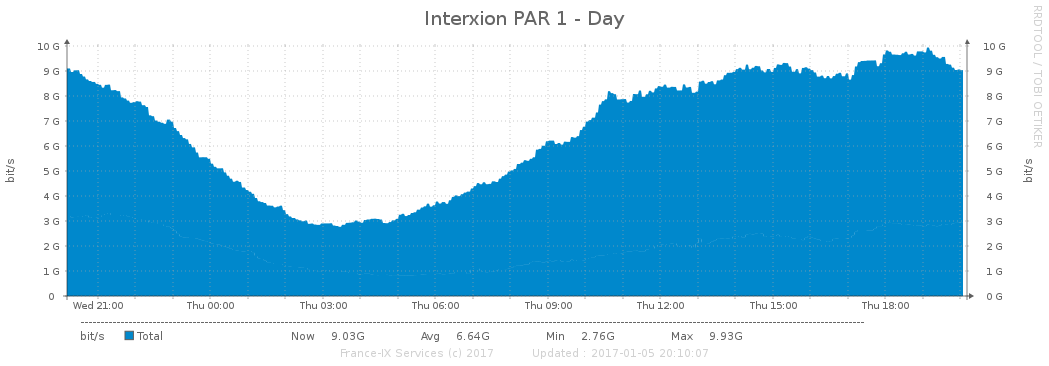 Interxion PAR 1 - Day
RRDTOOL / TOBI OETIKER
bit/s
10 G
9 G
8 G
7 G
6 G
5 G
4 G
3 G
2 G
1 G
0
10 G
9 G
8 G
7 G
6 G
5 G
4 G
3 G
2 G
1 G
0 G
bit/s
Wed 21:00 Thu 00:00 Thu 03:00 Thu 06:00 Thu 09:00 Thu 12:00 Thu 15:00 Thu 18:00
bit/s Total Now 9.03G Avg 6.64G Min 2.76G Max 9.93G
France-IX Services (c) 2017 Updated : 2017-01-05 20:10:07